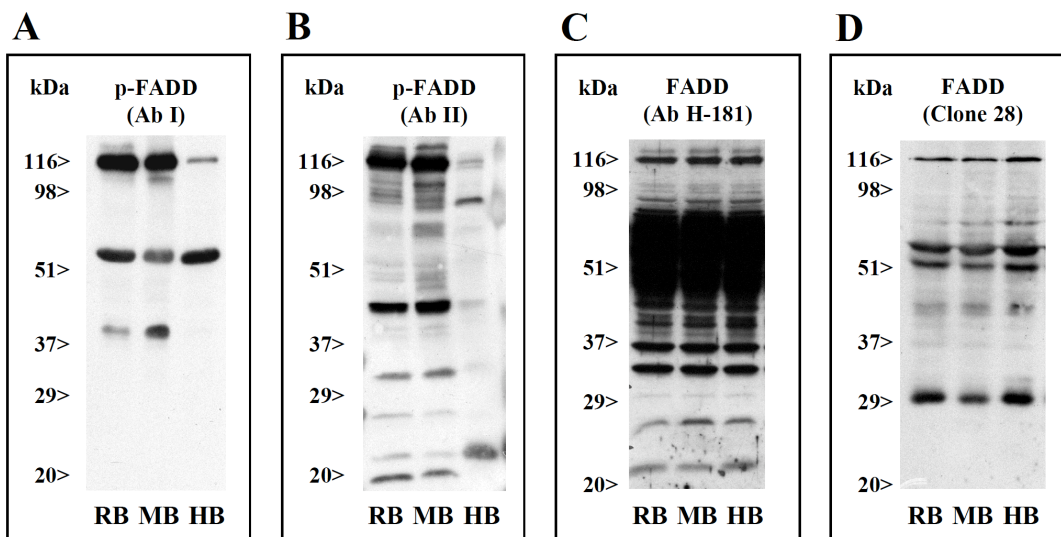 A
kDa
p-FADD
(Ab I)
116>
98>
51>
37>
29>
20>
RB MB HB
B
kDa
p-FADD
(Ab II)
116>
98>
51>
37>
29>
20>
RB MB HB
C
kDa
FADD
(Ab H-181)
116>
98>
51>
37>
29>
20>
RB MB HB
D
kDa
FADD
(Clone 28)
116>
98>
51>
37>
29>
20>
RB MB HB